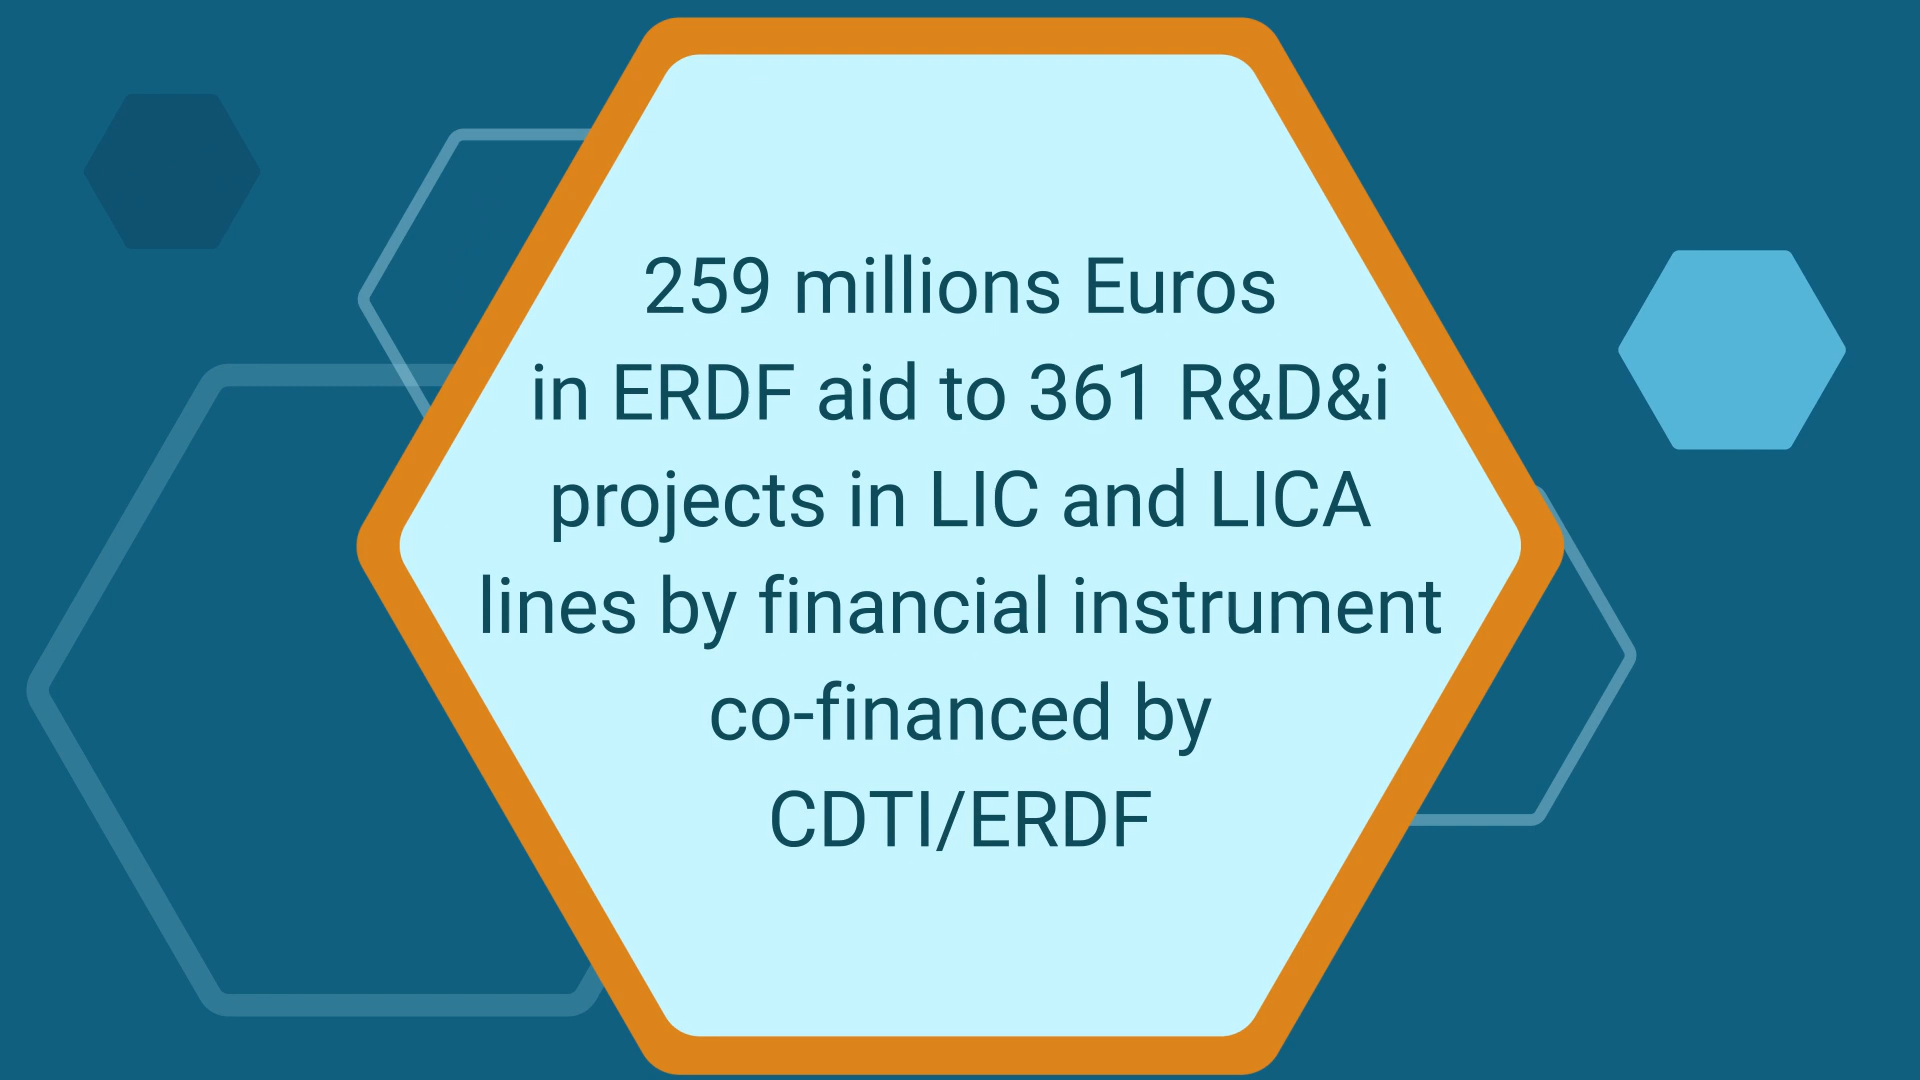 259 millions Euros
in ERDF aid to 361 R&D&i
projects in LIC and LICA
lines by financial instrument
co-financed by
CDTI/ERDF